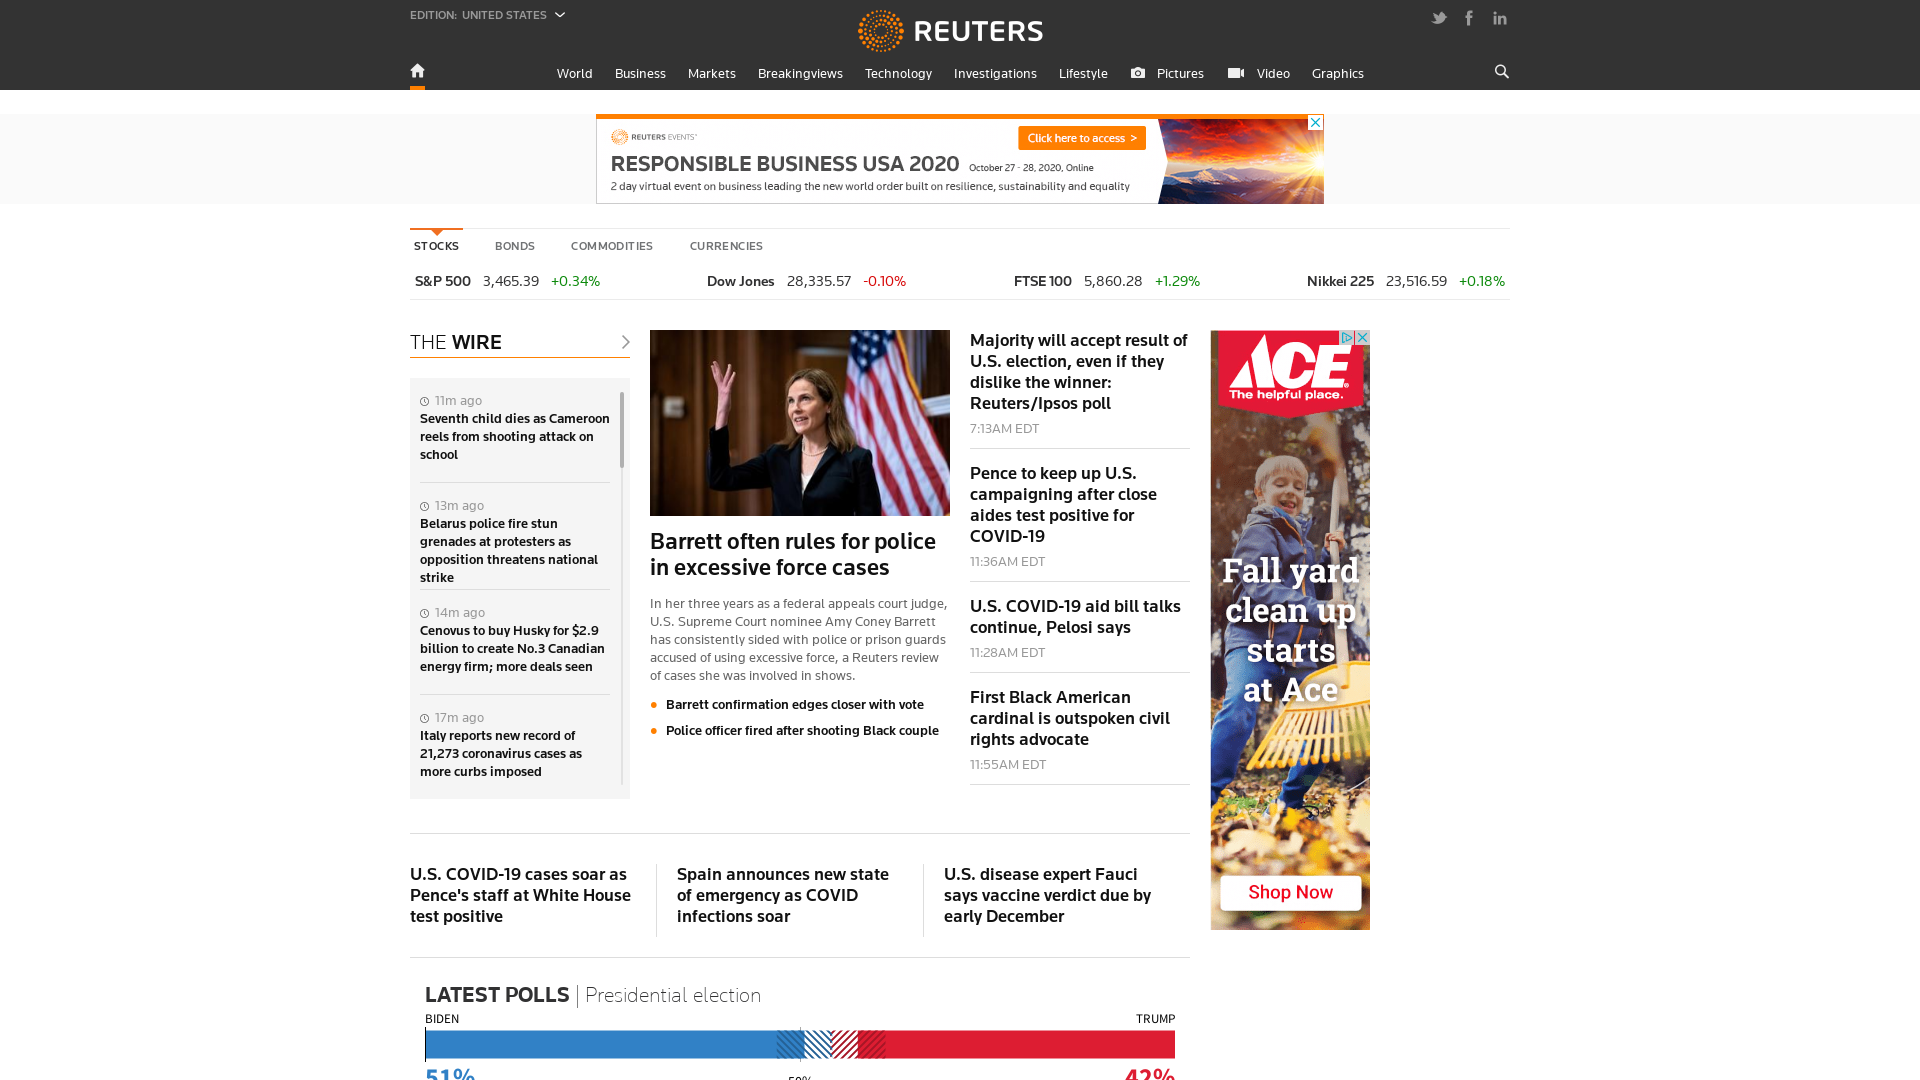 EDITION: UNITED STATES
REUTERS
World Business Markets Breakingviews Technology Investigations Lifestyle Pictures Video Graphics
REUTERS EVENTS
Click here to access >
RESPONSIBLE BUSINESS USA 2020 October 27 - 28, 2020, Online
2 day virtual event on business leading the new world order built on resilience, sustainability and equality
STOCKS BONDS COMMODITIES CURRENCIES
S&P 500 3,465.39 +0.34% Dow Jones 28,335.57 -0.10% FTSE 100 5,860.28 +1.29% Nikkei 225 23,516.59 +0.18%
THE WIRE
11m ago
Seventh child dies as Cameroon
reels from shooting attack on
school
13m ago
Belarus police fire stun
grenades at protesters as
opposition threatens national
strike
14m ago
Cenovus to buy Husky for $2.9
billion to create No.3 Canadian
energy firm; more deals seen
17m ago
Italy reports new record of
21,273 coronavirus cases as
more curbs imposed
Barrett often rules for police
in excessive force cases
In her three years as a federal appeals court judge,
U.S. Supreme Court nominee Amy Coney Barrett
has consistently sided with police or prison guards
accused of using excessive force, a Reuters review
of cases she was involved in shows.
Barrett confirmation edges closer with vote
Police officer fired after shooting Black couple
Majority will accept result of
U.S. election, even if they
dislike the winner:
Reuters/Ipsos poll
7:13AM EDT
Pence to keep up U.S.
campaigning after close
aides test positive for
COVID-19
11:36AM EDT
U.S. COVID-19 aid bill talks
continue, Pelosi says
11:28AM EDT
First Black American
cardinal is outspoken civil
rights advocate
11:55AM EDT
ACE
The helpful place.
Fall yard
clean up
starts
at Ace
Shop Now
U.S. COVID-19 cases soar as
Pence's staff at White House
test positive
Spain announces new state
of emergency as COVID
infections soar
U.S. disease expert Fauci
says vaccine verdict due by
early December
LATEST POLLS | Presidential election
BIDEN TRUMP
51% 50% 42%